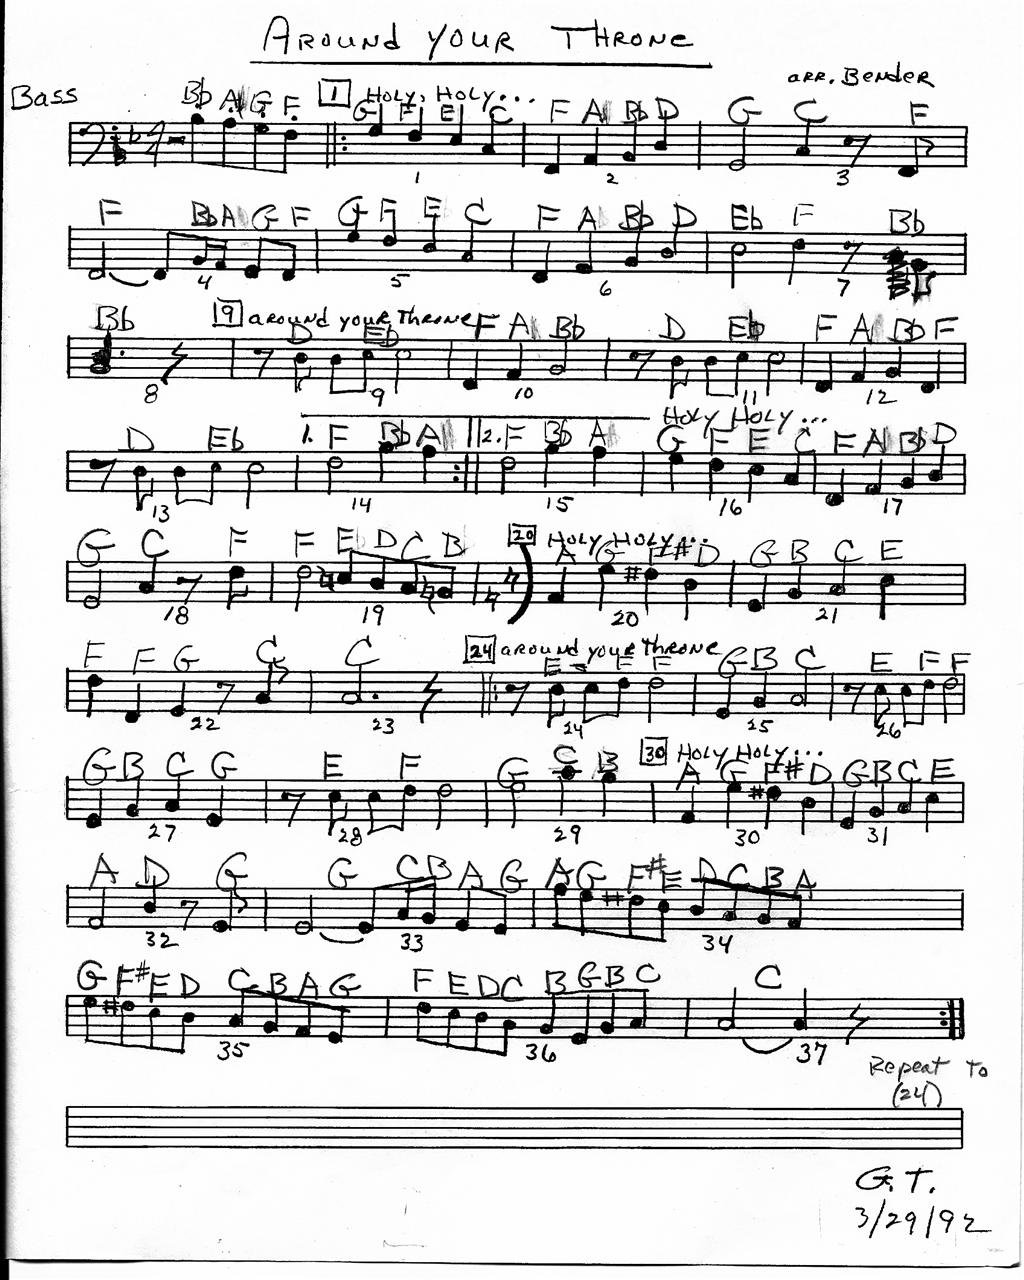 AROUND YOUR THRONE
arr. Bender
Bass
Bb A G F 1 HOLY, HOLY...
G F E C F A Bb D G C F
1 2 3
F Bb A G F G F E C F A Bb D Eb F Bb
4 5 6 7
Bb 9 AROUND YOUR THRONE
D Eb F A Bb D Eb F A Bb F
8 9 10 11 12
HOLY HOLY...
D Eb 1. F Bb A 2. F Bb A G F E C F A Bb D
13 14 15 16 17
G C F F E D C B 20 HOLY HOLY...
A G F# D G B C E
18 19 20 21
F F G C C 24 AROUND YOUR THRONE
E F F G B C E F F
22 23 24 25 26
G B C G E F G C B 30 HOLY HOLY...
A G F# D G B C E
27 28 29 30 31
A D G G C B A G A G F# E D C B A
32 33 34
G F# E D C B A G F E D C B G B C C
35 36 37
Repeat to
(24)
G.T.
3/29/92